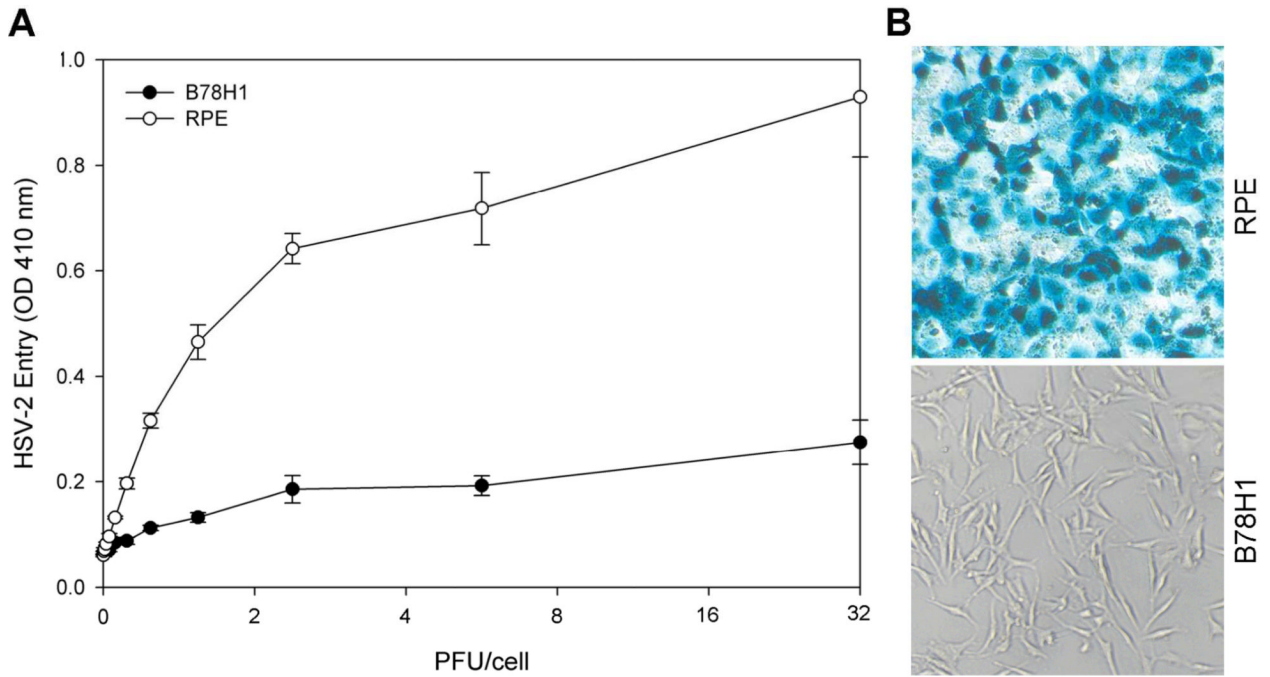 A
B
1.0
B78H1
RPE
0.8
0.6
0.4
0.2
0.0
HSV-2 Entry (OD 410 nm)
0 2 4 8 16 32
PFU/cell
RPE
B78H1